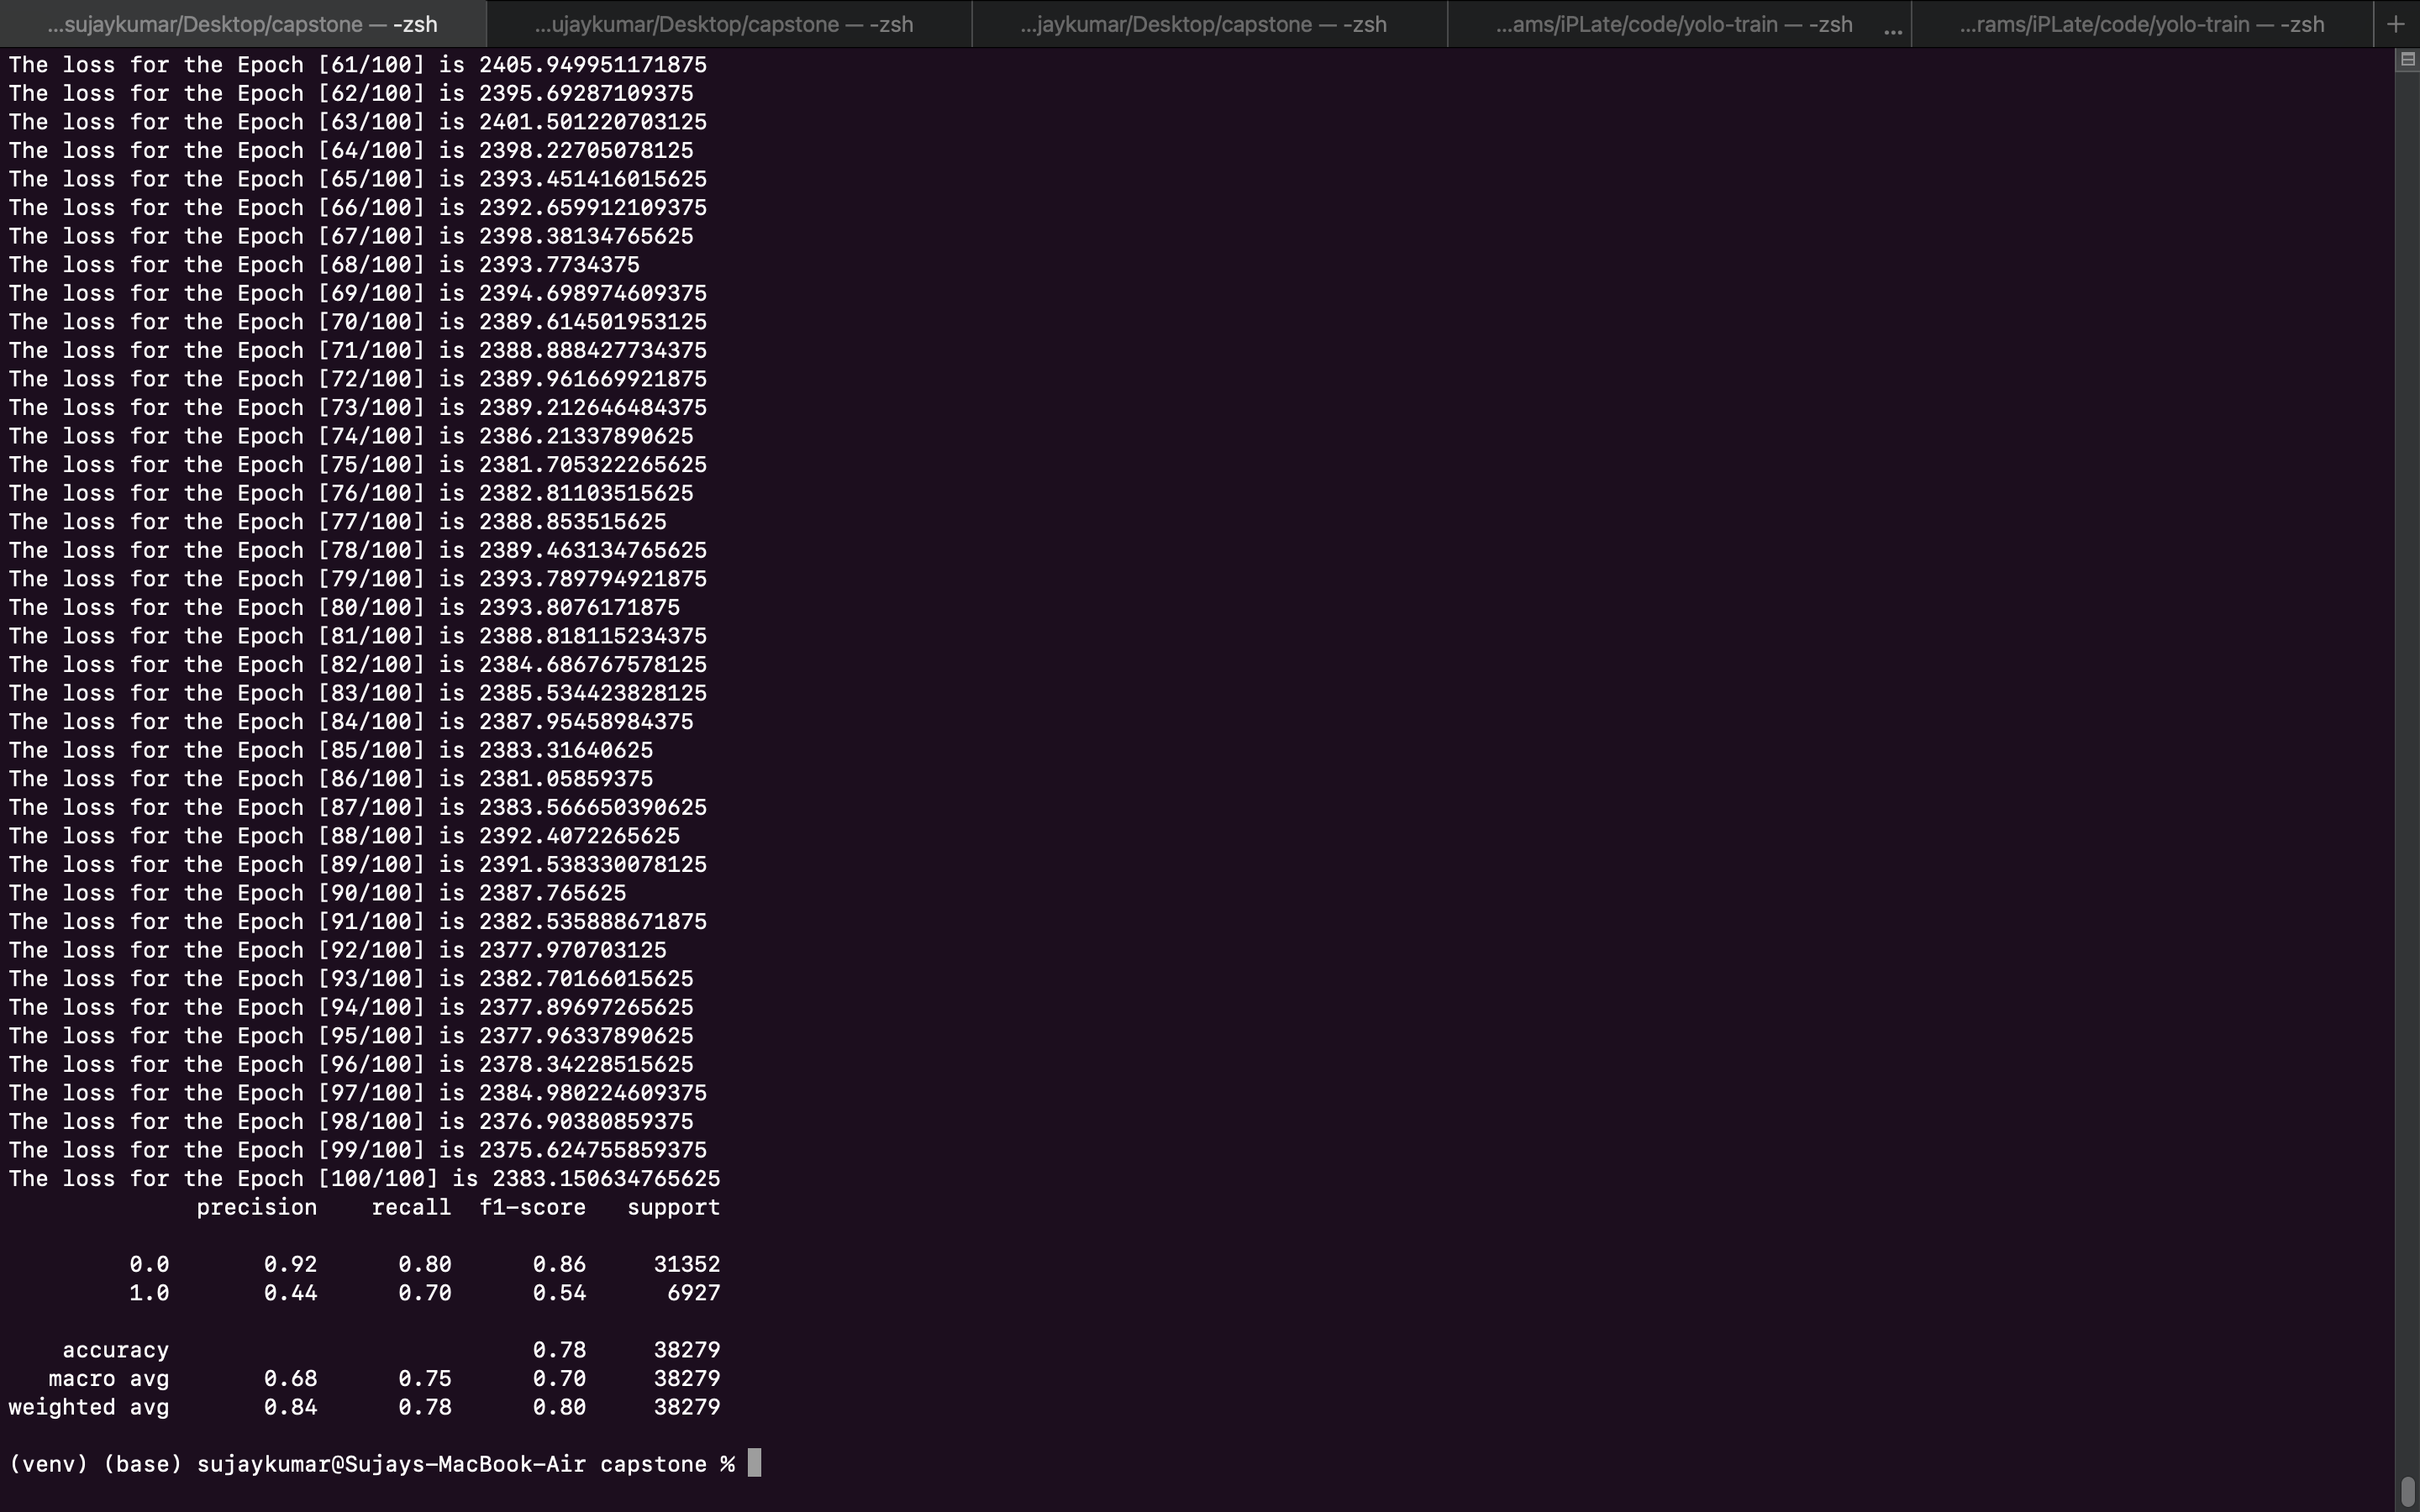 ...sujaykumar/Desktop/capstone — -zsh ...ujaykumar/Desktop/capstone — -zsh ...jaykumar/Desktop/capstone — -zsh ...ams/iPLate/code/yolo-train — -zsh ... ...rams/iPLate/code/yolo-train — -zsh +
The loss for the Epoch [61/100] is 2405.949951171875
The loss for the Epoch [62/100] is 2395.69287109375
The loss for the Epoch [63/100] is 2401.501220703125
The loss for the Epoch [64/100] is 2398.22705078125
The loss for the Epoch [65/100] is 2393.451416015625
The loss for the Epoch [66/100] is 2392.659912109375
The loss for the Epoch [67/100] is 2398.38134765625
The loss for the Epoch [68/100] is 2393.7734375
The loss for the Epoch [69/100] is 2394.698974609375
The loss for the Epoch [70/100] is 2389.614501953125
The loss for the Epoch [71/100] is 2388.888427734375
The loss for the Epoch [72/100] is 2389.961669921875
The loss for the Epoch [73/100] is 2389.212646484375
The loss for the Epoch [74/100] is 2386.21337890625
The loss for the Epoch [75/100] is 2381.705322265625
The loss for the Epoch [76/100] is 2382.81103515625
The loss for the Epoch [77/100] is 2388.853515625
The loss for the Epoch [78/100] is 2389.463134765625
The loss for the Epoch [79/100] is 2393.789794921875
The loss for the Epoch [80/100] is 2393.8076171875
The loss for the Epoch [81/100] is 2388.818115234375
The loss for the Epoch [82/100] is 2384.686767578125
The loss for the Epoch [83/100] is 2385.534423828125
The loss for the Epoch [84/100] is 2387.95458984375
The loss for the Epoch [85/100] is 2383.31640625
The loss for the Epoch [86/100] is 2381.05859375
The loss for the Epoch [87/100] is 2383.566650390625
The loss for the Epoch [88/100] is 2392.4072265625
The loss for the Epoch [89/100] is 2391.538330078125
The loss for the Epoch [90/100] is 2387.765625
The loss for the Epoch [91/100] is 2382.535888671875
The loss for the Epoch [92/100] is 2377.970703125
The loss for the Epoch [93/100] is 2382.70166015625
The loss for the Epoch [94/100] is 2377.89697265625
The loss for the Epoch [95/100] is 2377.96337890625
The loss for the Epoch [96/100] is 2378.34228515625
The loss for the Epoch [97/100] is 2384.980224609375
The loss for the Epoch [98/100] is 2376.90380859375
The loss for the Epoch [99/100] is 2375.624755859375
The loss for the Epoch [100/100] is 2383.150634765625
precision recall f1-score support
0.0 0.92 0.80 0.86 31352
1.0 0.44 0.70 0.54 6927
accuracy 0.78 38279
macro avg 0.68 0.75 0.70 38279
weighted avg 0.84 0.78 0.80 38279
(venv) (base) sujaykumar@Sujays-MacBook-Air capstone %